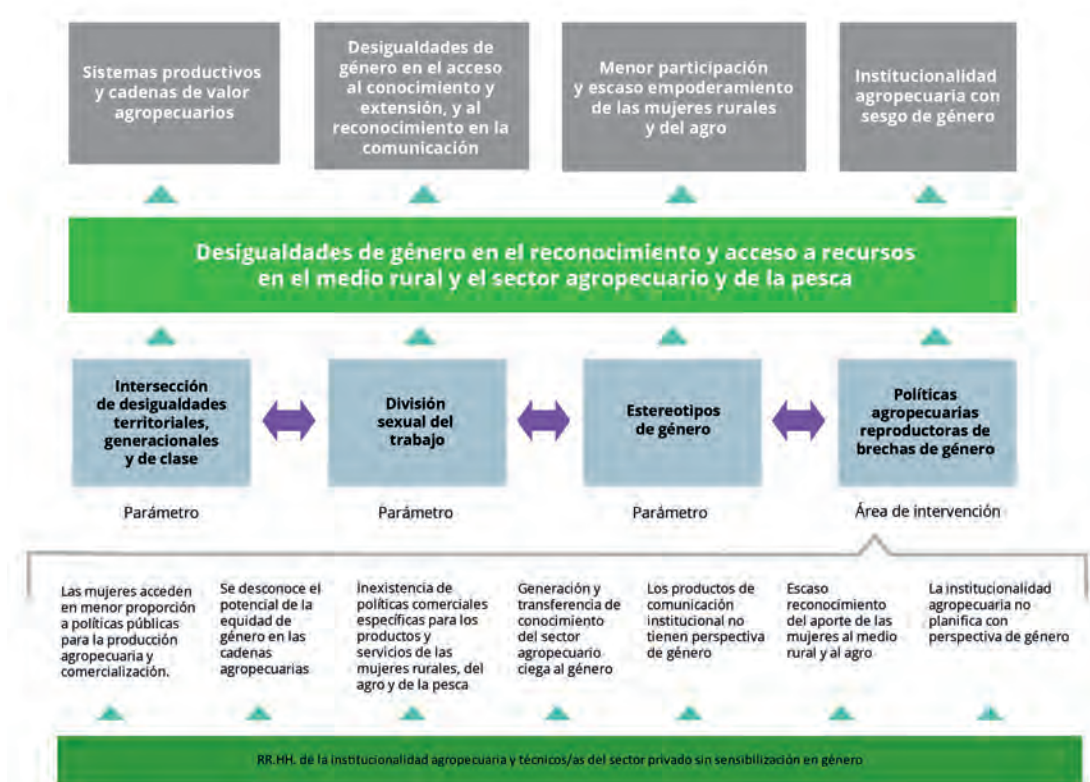 Sistemas productivos
y cadenas de valor
agropecuarios
Desigualdades de
género en el acceso
al conocimiento y
extensión, y al
reconocimiento en la
comunicación
Menor participación
y escaso empoderamiento
de las mujeres rurales
y del agro
Institucionalidad
agropecuaria con
sesgo de género
Desigualdades de género en el reconocimiento y acceso a recursos
en el medio rural y el sector agropecuario y de la pesca
Intersección
de desigualdades
territoriales,
generacionales
y de clase
División
sexual del
trabajo
Estereotipos
de género
Políticas
agropecuarias
reproductoras de
brechas de género
Parámetro
Parámetro
Parámetro
Área de intervención
Las mujeres acceden
en menor proporción
a políticas públicas
para la producción
agropecuaria y
comercialización.
Se desconoce el
potencial de la
equidad de
género en las
cadenas
agropecuarias
Inexistencia de
políticas comerciales
específicas para los
productos y
servicios de las
mujeres rurales, del
agro y de la pesca
Generación y
transferencia de
conocimiento
del sector
agropecuario
ciega al género
Los productos de
comunicación
institucional no
tienen perspectiva
de género
Escaso
reconocimiento
del aporte de las
mujeres al medio
rural y al agro
La institucionalidad
agropecuaria no
planifica con
perspectiva de género
RR.HH. de la institucionalidad agropecuaria y técnicos/as del sector privado sin sensibilización en género